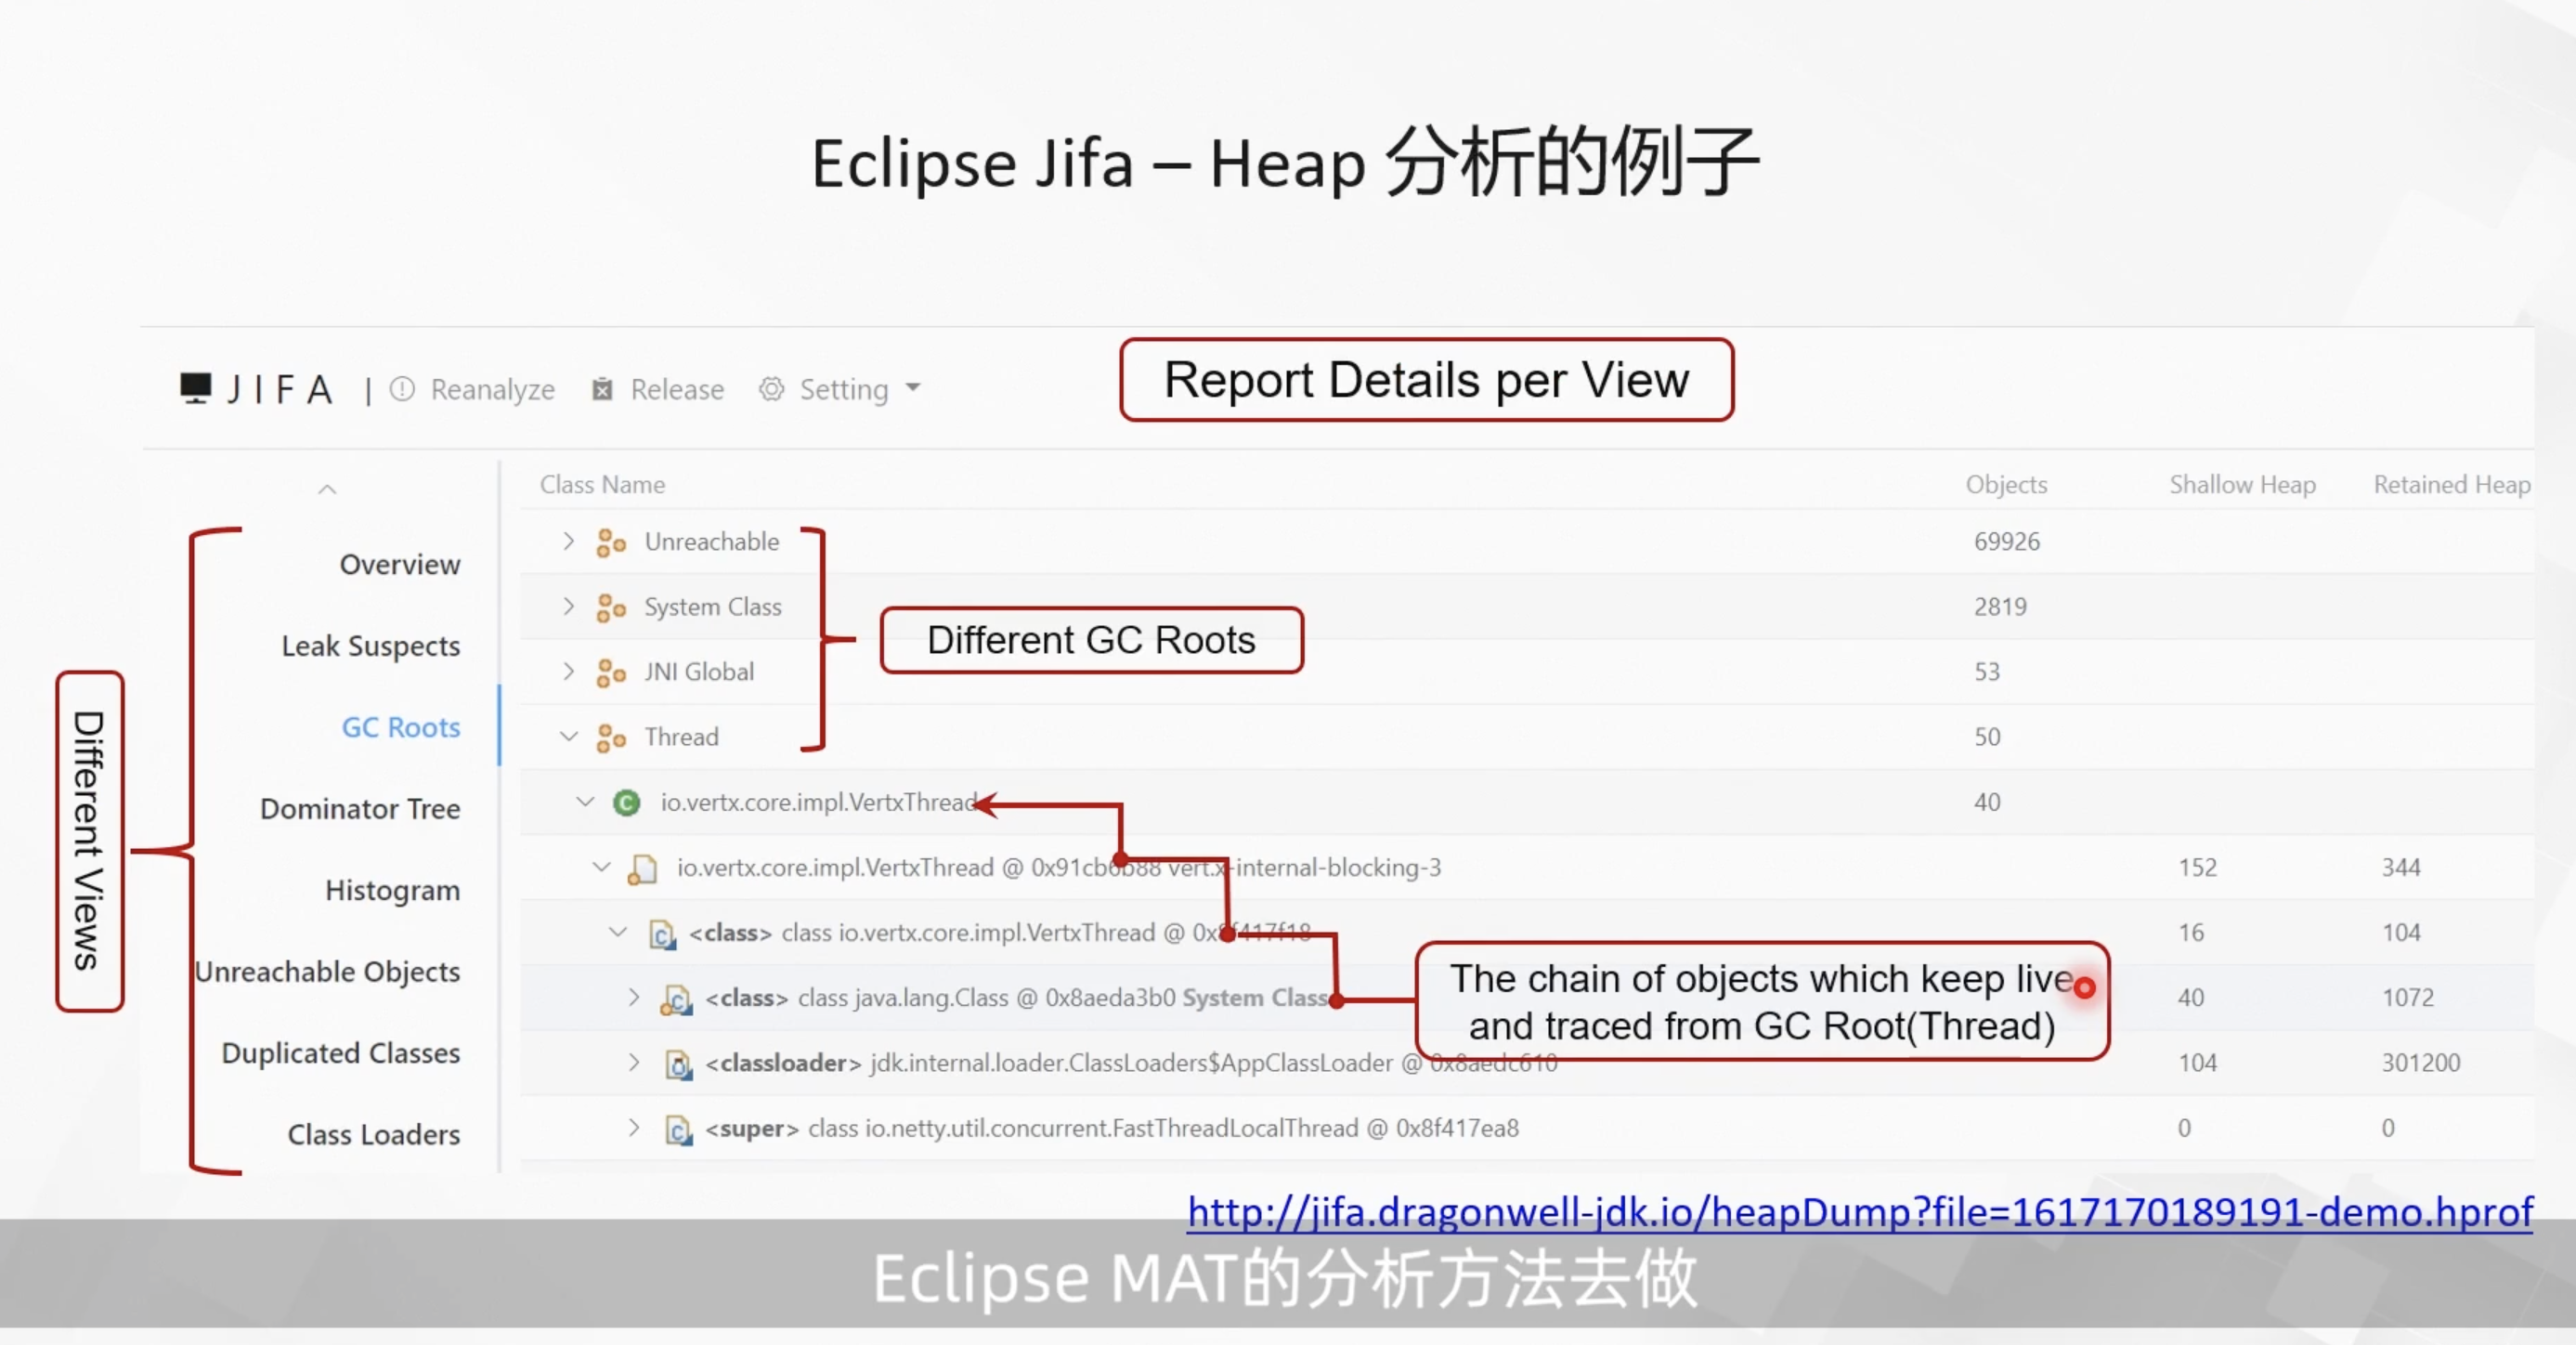 Eclipse Jifa – Heap 分析的例子
JIFA | Reanalyze Release Setting
Report Details per View
Different Views
Overview
Leak Suspects
GC Roots
Dominator Tree
Histogram
Unreachable Objects
Duplicated Classes
Class Loaders
Class Name Objects Shallow Heap Retained Heap
Unreachable 69926
System Class 2819
JNI Global 53
Thread 50
Different GC Roots
io.vertx.core.impl.VertxThread 40
io.vertx.core.impl.VertxThread @ 0x91cb6b88 vert.x-internal-blocking-3 152 344
<class> class io.vertx.core.impl.VertxThread @ 0x8f417f18 16 104
<class> class java.lang.Class @ 0x8aeda3b0 System Class 40 1072
<classloader> jdk.internal.loader.ClassLoaders$AppClassLoader @ 0x8aedc610 104 301200
<super> class io.netty.util.concurrent.FastThreadLocalThread @ 0x8f417ea8 0 0
The chain of objects which keep live
and traced from GC Root(Thread)
http://jifa.dragonwell-jdk.io/heapDump?file=1617170189191-demo.hprof
Eclipse MAT的分析方法去做